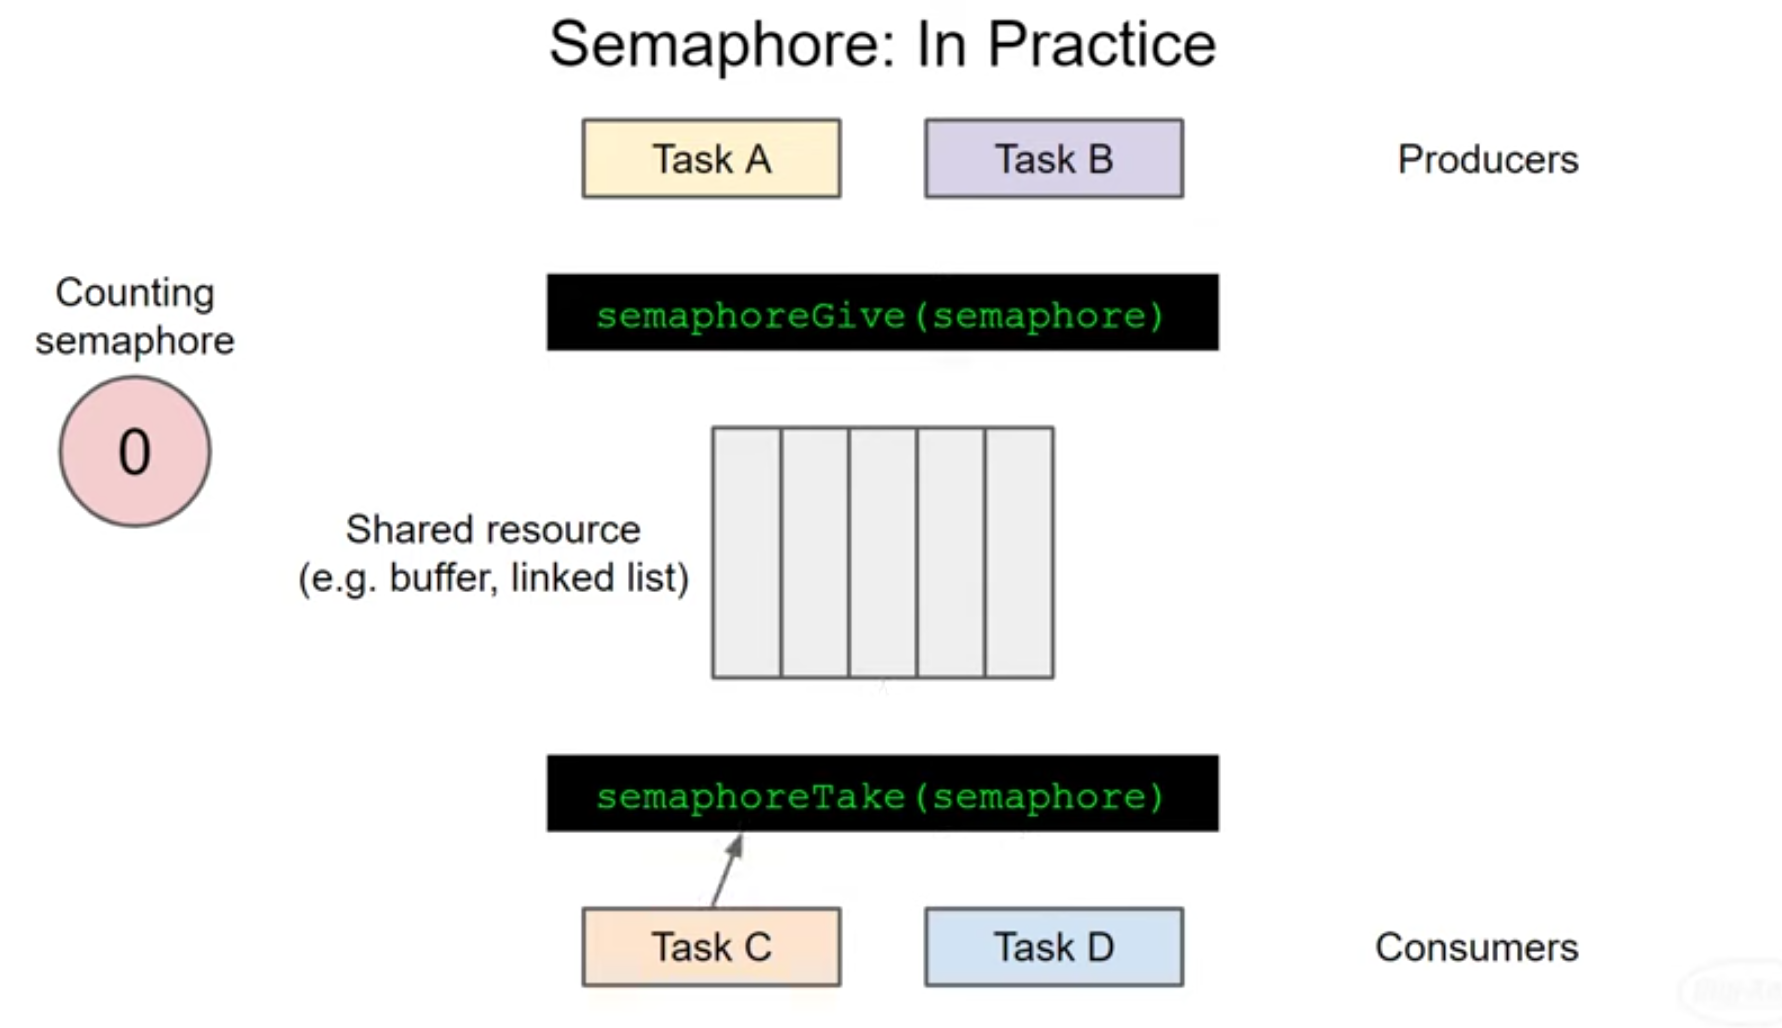 Semaphore: In Practice
Task A
Task B
Producers
Counting
semaphore
semaphoreGive(semaphore)
0
Shared resource
(e.g. buffer, linked list)
semaphoreTake(semaphore)
Task C
Task D
Consumers